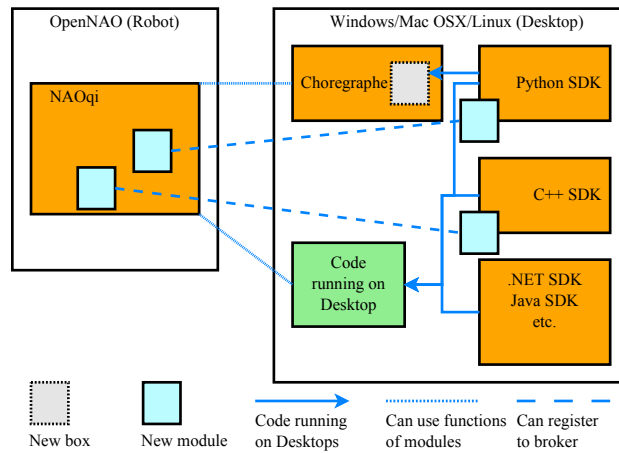 OpenNAO (Robot)
Windows/Mac OSX/Linux (Desktop)
NAOqi
Choregraphe
Python SDK
C++ SDK
Code
running on
Desktop
.NET SDK
Java SDK
etc.
New box
New module
Code running
on Desktops
Can use functions
of modules
Can register
to broker